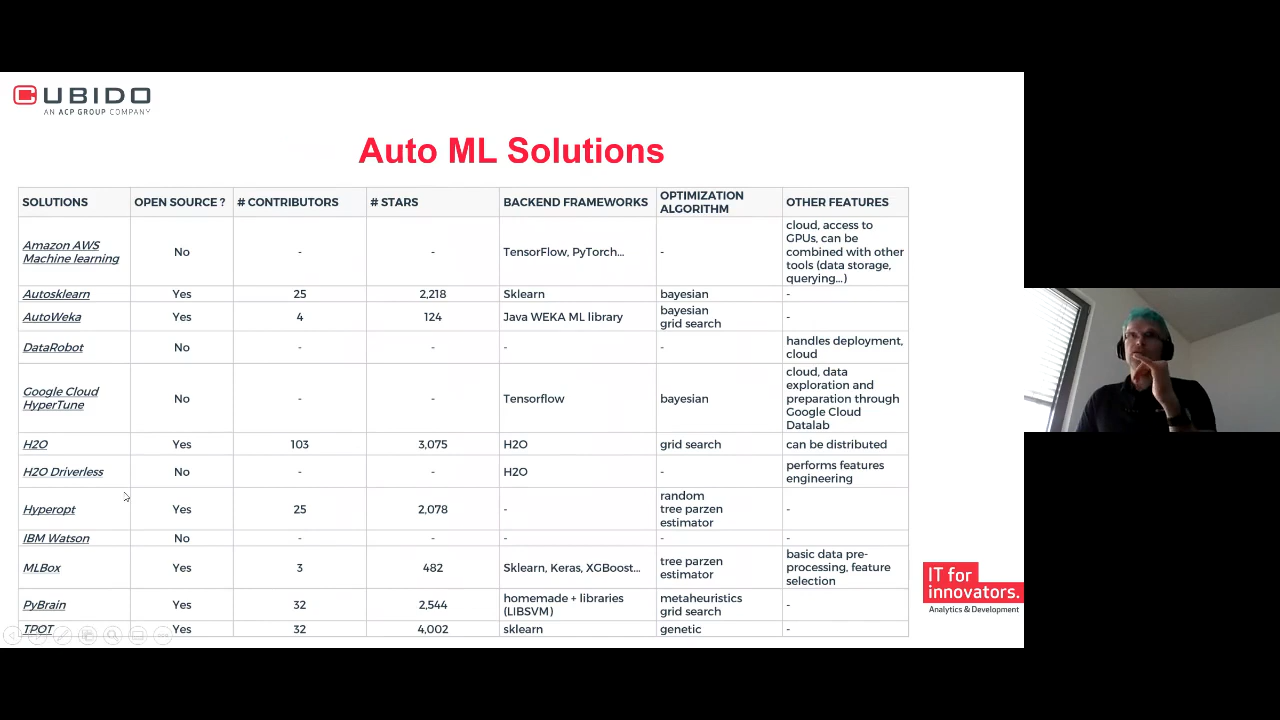 CUBIDO
AN ACP GROUP COMPANY
Auto ML Solutions
SOLUTIONS OPEN SOURCE ? # CONTRIBUTORS # STARS BACKEND FRAMEWORKS OPTIMIZATION ALGORITHM OTHER FEATURES
Amazon AWS Machine learning No - - TensorFlow, PyTorch... - cloud, access to GPUs, can be combined with other tools (data storage, querying...)
Autosklearn Yes 25 2,218 Sklearn bayesian -
AutoWeka Yes 4 124 Java WEKA ML library bayesian grid search -
DataRobot No - - - - handles deployment, cloud
Google Cloud HyperTune No - - Tensorflow bayesian cloud, data exploration and preparation through Google Cloud Datalab
H2O Yes 103 3,075 H2O grid search can be distributed
H2O Driverless No - - H2O - performs features engineering
Hyperopt Yes 25 2,078 - random tree parzen estimator -
IBM Watson No - - - - -
MLBox Yes 3 482 Sklearn, Keras, XGBoost... tree parzen estimator basic data pre-processing, feature selection
PyBrain Yes 32 2,544 homemade + libraries (LIBSVM) metaheuristics grid search -
TPOT Yes 32 4,002 sklearn genetic -
IT for
innovators.
Analytics & Development